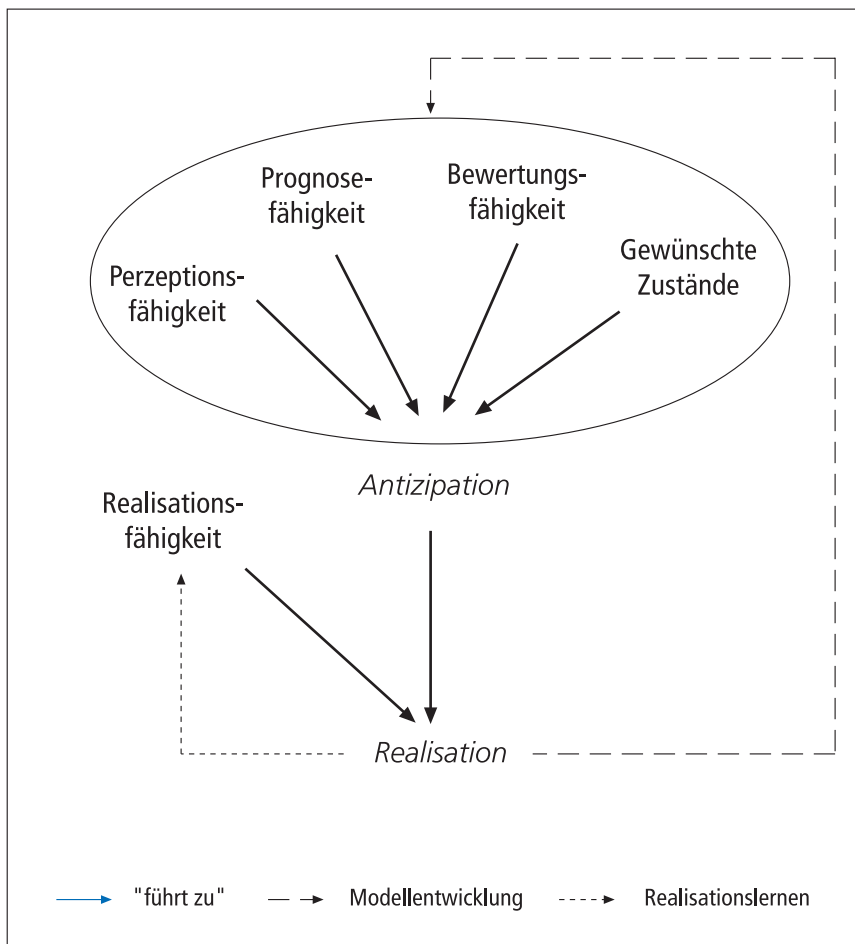 Prognose-
fähigkeit
Bewertungs-
fähigkeit
Perzeptions-
fähigkeit
Gewünschte
Zustände
Antizipation
Realisations-
fähigkeit
Realisation
"führt zu"
Modellentwicklung
Realisationslernen